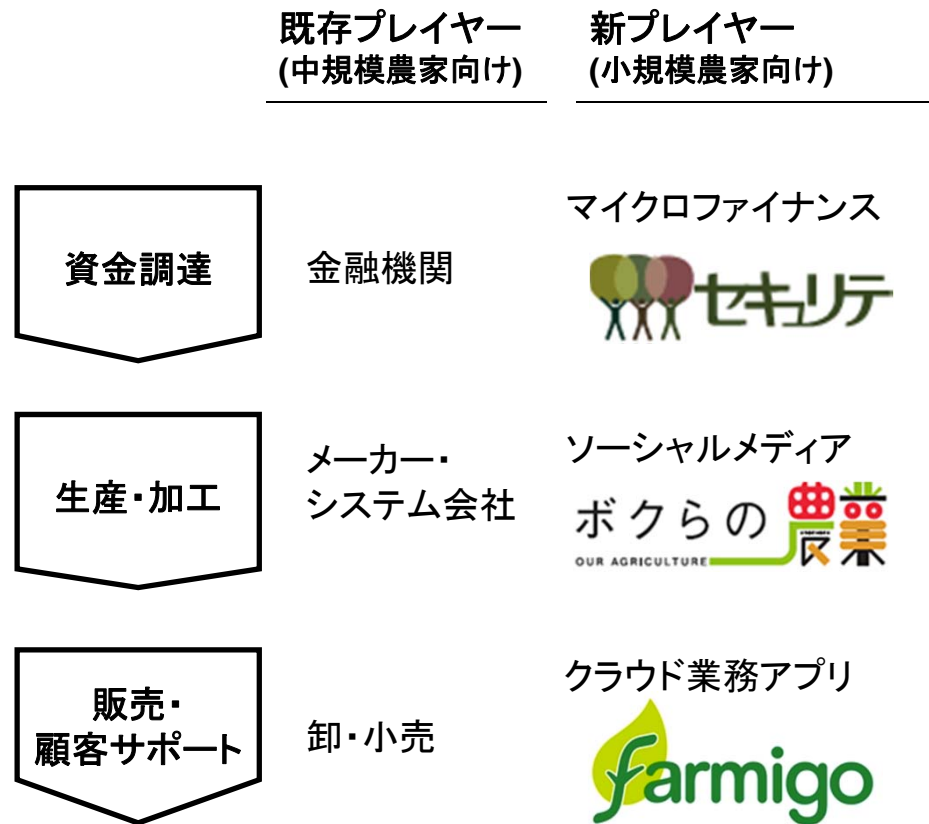 既存プレイヤー
(中規模農家向け)
新プレイヤー
(小規模農家向け)
資金調達
金融機関
マイクロファイナンス
セキュリテ
生産・加工
メーカー・
システム会社
ソーシャルメディア
ボクらの農業
OUR AGRICULTURE
販売・
顧客サポート
卸・小売
クラウド業務アプリ
farmigo